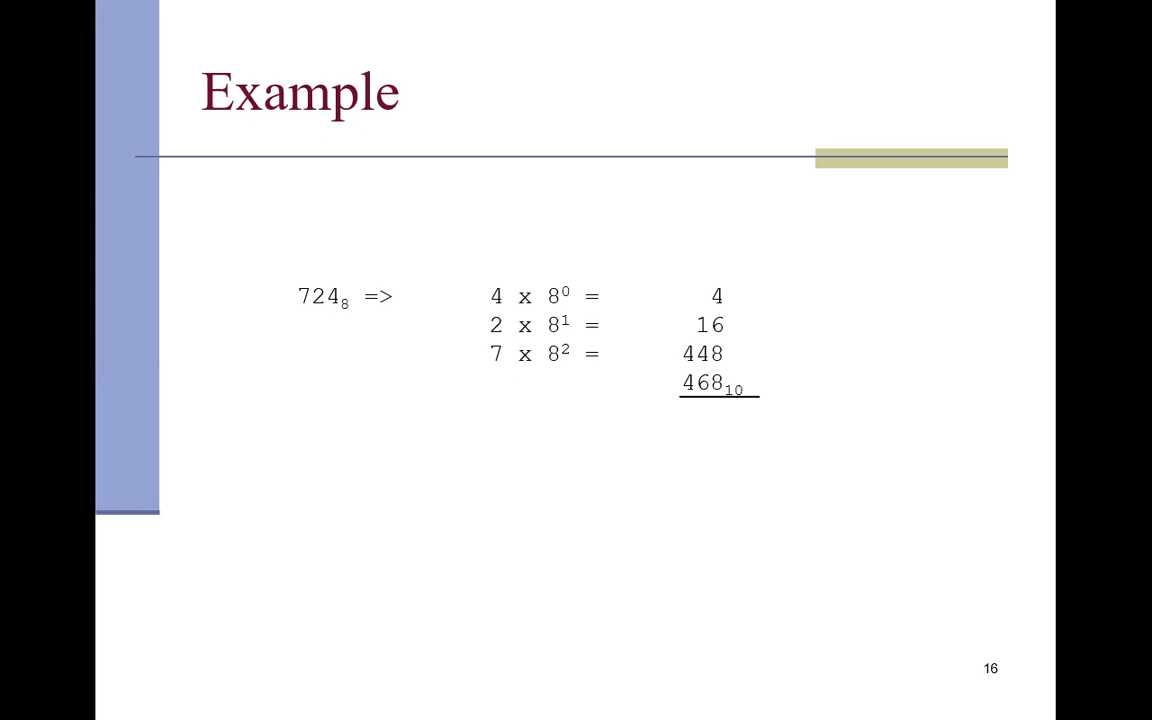 Example
724₈ => 4 x 8⁰ = 4
2 x 8¹ = 16
7 x 8² = 448
468₁₀
16